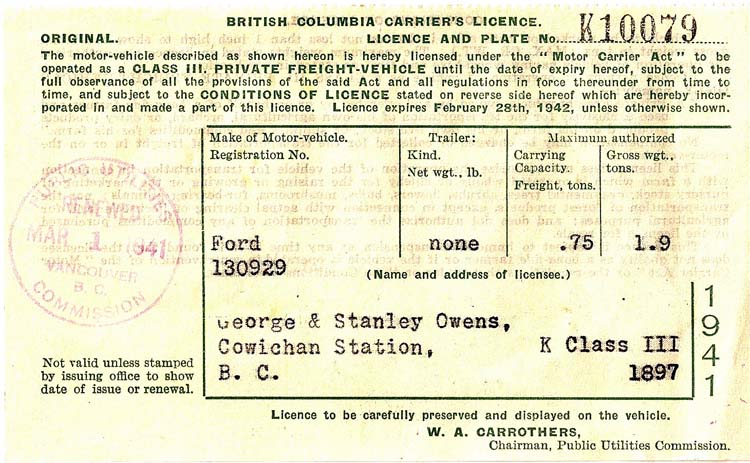 BRITISH COLUMBIA CARRIER'S LICENCE.
ORIGINAL. LICENCE AND PLATE No. K10079
The motor-vehicle described as shown hereon is hereby licensed under the "Motor Carrier Act" to be
operated as a CLASS III. PRIVATE FREIGHT-VEHICLE until the date of expiry hereof, subject to the
full observance of all the provisions of the said Act and all regulations in force thereunder from time to
time, and subject to the CONDITIONS OF LICENCE stated on reverse side hereof which are hereby incor-
porated in and made a part of this licence. Licence expires February 28th, 1942, unless otherwise shown.
Make of Motor-vehicle. Trailer: Maximum authorized
Registration No. Kind. Carrying Gross wgt.,
Net wgt., lb. Capacity. tons.
Freight, tons.
PUBLIC UTILITIES
RENEWED
MAR 1 1941
VANCOUVER
B. C.
COMMISSION
Ford none .75 1.9
130929 (Name and address of licensee.)
George & Stanley Owens,
Cowichan Station, K Class III
B. C. 1897
1941
Not valid unless stamped
by issuing office to show
date of issue or renewal.
Licence to be carefully preserved and displayed on the vehicle.
W. A. CARROTHERS,
Chairman, Public Utilities Commission.